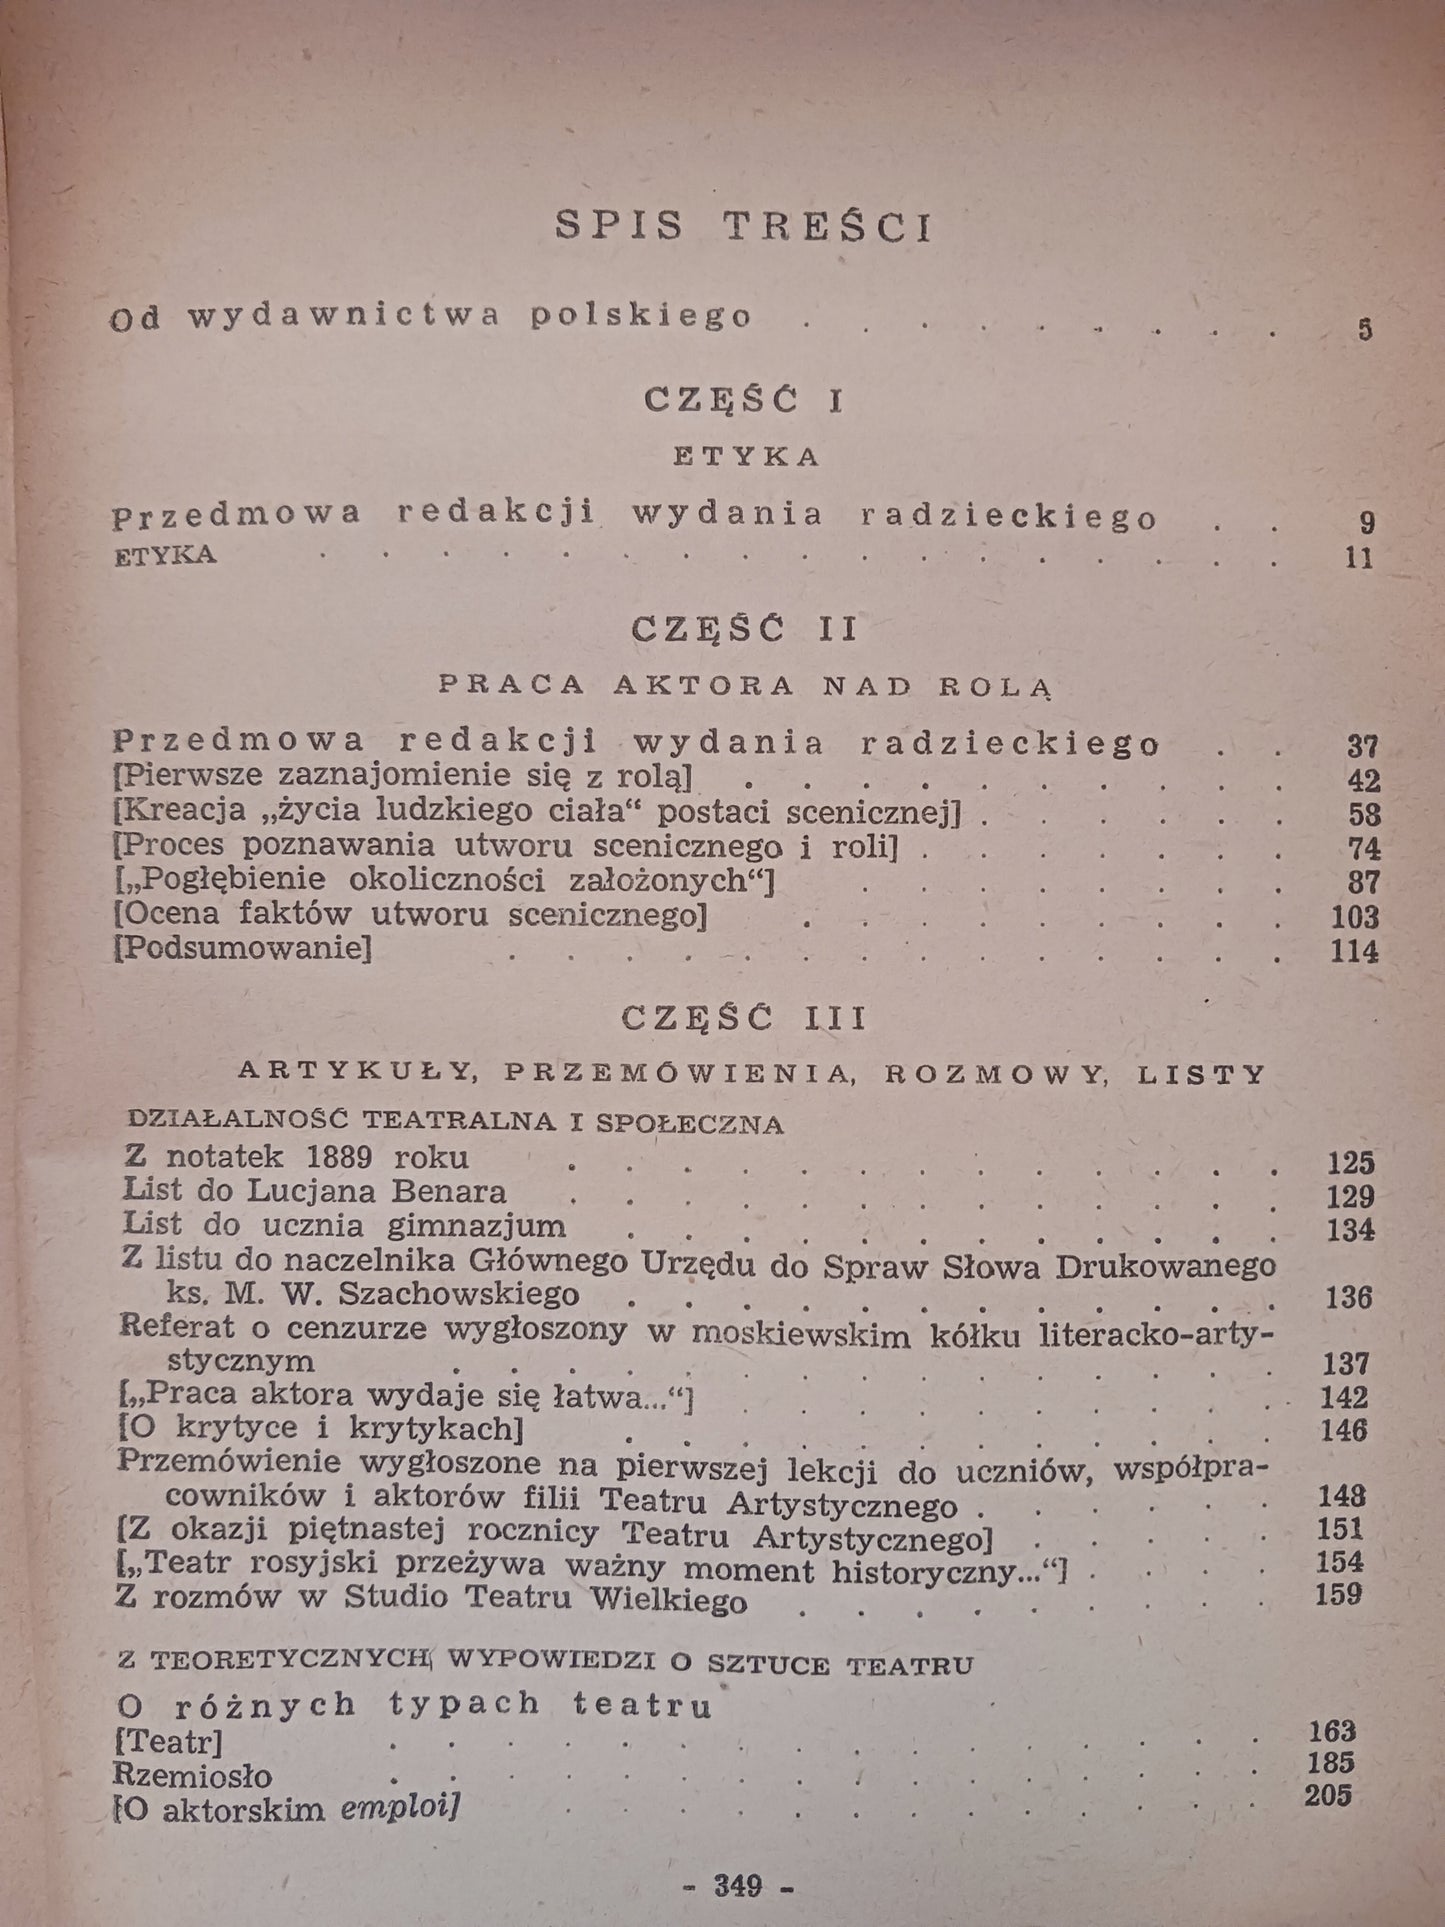 SPIS TREŚCI
Od wydawnictwa polskiego . . . . . . . . . 5
CZĘŚĆ I
ETYKA
Przedmowa redakcji wydania radzieckiego . . 9
ETYKA . . . . . . . . . . . . . . . . . 11
CZĘŚĆ II
PRACA AKTORA NAD ROLĄ
Przedmowa redakcji wydania radzieckiego . . 37
[Pierwsze zaznajomienie się z rolą] . . . . . . . . . . 42
[Kreacja „życia ludzkiego ciała“ postaci scenicznej] . . . . . . 58
[Proces poznawania utworu scenicznego i roli] . . . . . . . 74
[„Pogłębienie okoliczności założonych“] . . . . . . . . 87
[Ocena faktów utworu scenicznego] . . . . . . . . . 103
[Podsumowanie] . . . . . . . . . . . . . . 114
CZĘŚĆ III
ARTYKUŁY, PRZEMÓWIENIA, ROZMOWY, LISTY
DZIAŁALNOŚĆ TEATRALNA I SPOŁECZNA
Z notatek 1889 roku . . . . . . . . . . . . . 125
List do Lucjana Benara . . . . . . . . . . . . . 129
List do ucznia gimnazjum . . . . . . . . . . . . 134
Z listu do naczelnika Głównego Urzędu do Spraw Słowa Drukowanego
ks. M. W. Szachowskiego . . . . . . . . . . . . 136
Referat o cenzurze wygłoszony w moskiewskim kółku literacko-arty-
stycznym . . . . . . . . . . . . . . . 137
[„Praca aktora wydaje się łatwa...“] . . . . . . . . . . 142
[O krytyce i krytykach] . . . . . . . . . . . . 146
Przemówienie wygłoszone na pierwszej lekcji do uczniów, współpra-
cowników i aktorów filii Teatru Artystycznego . . . . . . 148
[Z okazji piętnastej rocznicy Teatru Artystycznego] . . . . . 151
[„Teatr rosyjski przeżywa ważny moment historyczny...“] . . . . 154
Z rozmów w Studio Teatru Wielkiego . . . . . . . . . 159
Z TEORETYCZNYCH WYPOWIEDZI O SZTUCE TEATRU
O różnych typach teatru
[Teatr] . . . . . . . . . . . . . . . . 163
Rzemiosło . . . . . . . . . . . . . . . . 185
[O aktorskim emploi] . . . . . . . . . . . . . 205
- 349 -